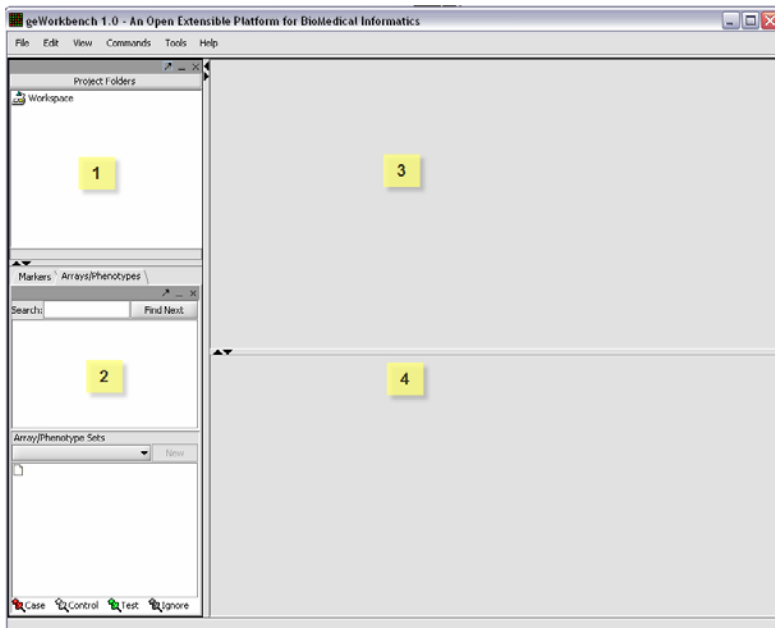 geWorkbench 1.0 - An Open Extensible Platform for BioMedical Informatics
File Edit View Commands Tools Help
Project Folders
Workspace
1
3
Markers Arrays/Phenotypes
Search: Find Next
2
4
Array/Phenotype Sets
New
Case Control Test Ignore